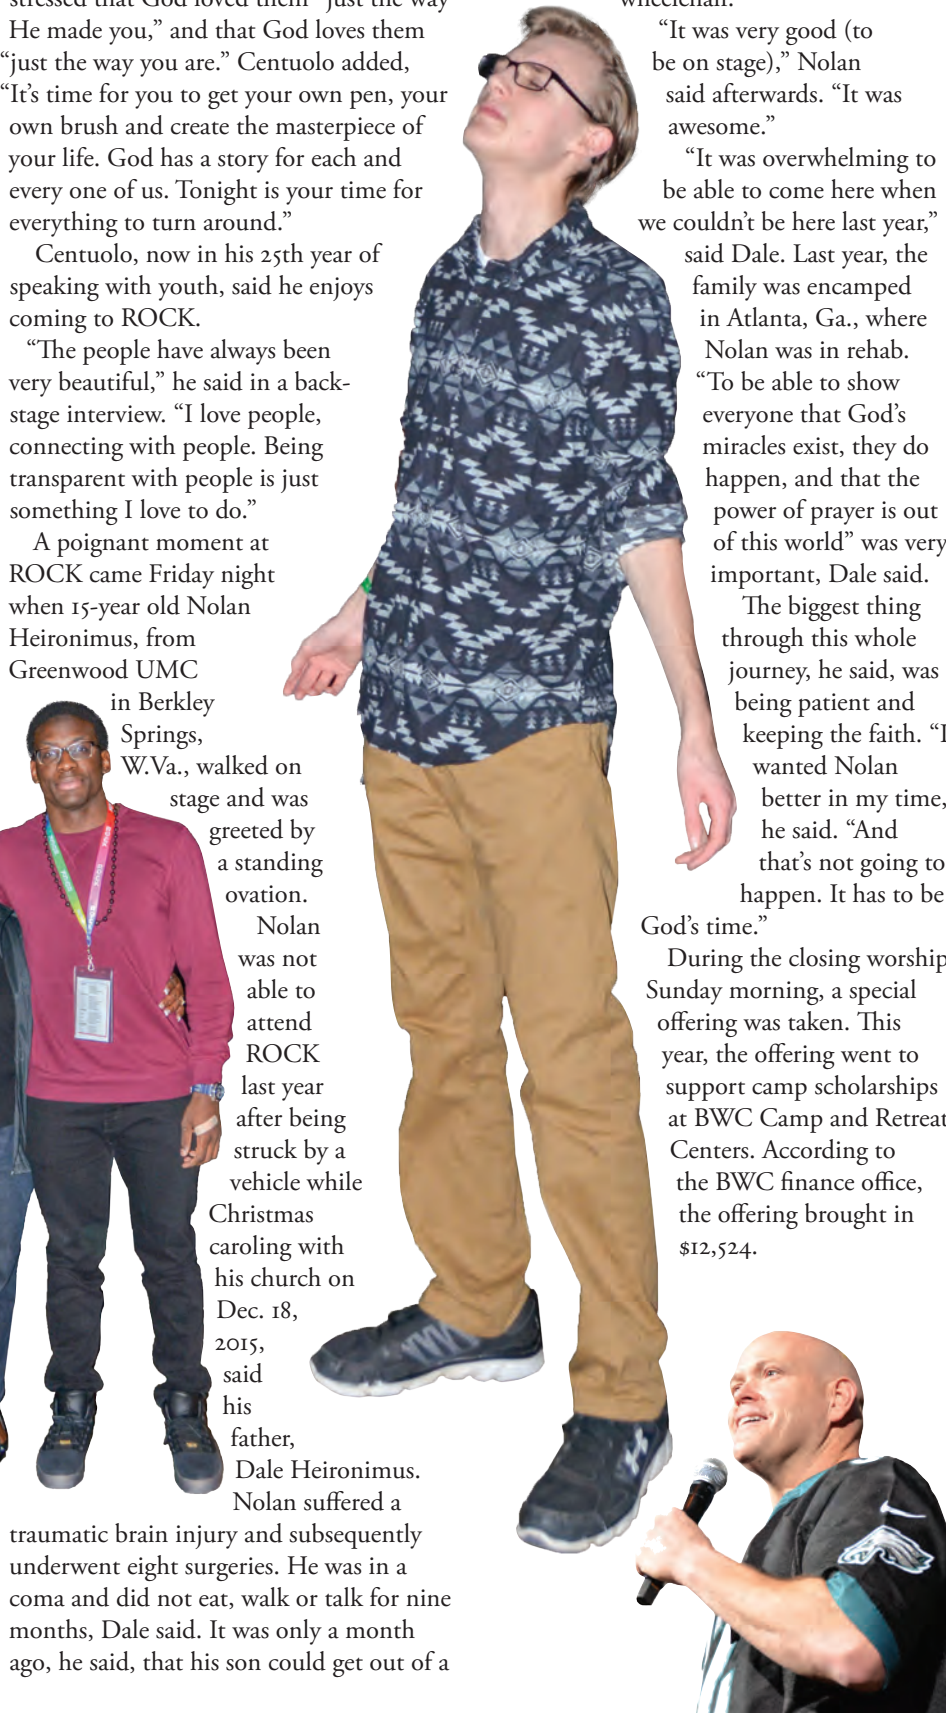 stressed that God loved them “just the way
He made you,” and that God loves them
“just the way you are.” Centuolo added,
“It’s time for you to get your own pen, your
own brush and create the masterpiece of
your life. God has a story for each and
every one of us. Tonight is your time for
everything to turn around.”
Centuolo, now in his 25th year of
speaking with youth, said he enjoys
coming to ROCK.
“The people have always been
very beautiful,” he said in a back-
stage interview. “I love people,
connecting with people. Being
transparent with people is just
something I love to do.”
A poignant moment at
ROCK came Friday night
when 15-year old Nolan
Heironimus, from
Greenwood UMC
in Berkley
Springs,
W.Va., walked on
stage and was
greeted by
a standing
ovation.
Nolan
was not
able to
attend
ROCK
last year
after being
struck by a
vehicle while
Christmas
caroling with
his church on
Dec. 18,
2015,
said
his
father,
Dale Heironimus.
Nolan suffered a
traumatic brain injury and subsequently
underwent eight surgeries. He was in a
coma and did not eat, walk or talk for nine
months, Dale said. It was only a month
ago, he said, that his son could get out of a
wheelchair.
“It was very good (to
be on stage),” Nolan
said afterwards. “It was
awesome.”
“It was overwhelming to
be able to come here when
we couldn’t be here last year,”
said Dale. Last year, the
family was encamped
in Atlanta, Ga., where
Nolan was in rehab.
“To be able to show
everyone that God’s
miracles exist, they do
happen, and that the
power of prayer is out
of this world” was very
important, Dale said.
The biggest thing
through this whole
journey, he said, was
being patient and
keeping the faith. “I
wanted Nolan
better in my time,
he said. “And
that’s not going to
happen. It has to be
God’s time.”
During the closing worship
Sunday morning, a special
offering was taken. This
year, the offering went to
support camp scholarships
at BWC Camp and Retreat
Centers. According to
the BWC finance office,
the offering brought in
$12,524.